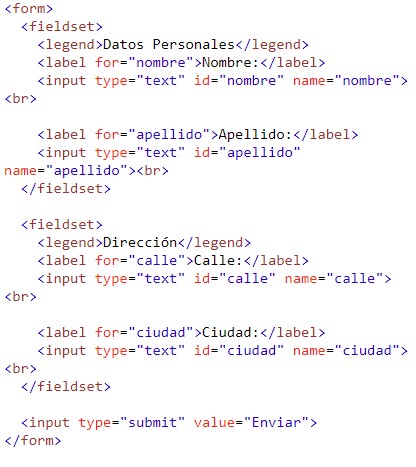 <form>
  <fieldset>
    <legend>Datos Personales</legend>
    <label for="nombre">Nombre:</label>
    <input type="text" id="nombre" name="nombre">
<br>

    <label for="apellido">Apellido:</label>
    <input type="text" id="apellido"
name="apellido"><br>
  </fieldset>

  <fieldset>
    <legend>Dirección</legend>
    <label for="calle">Calle:</label>
    <input type="text" id="calle" name="calle">
<br>

    <label for="ciudad">Ciudad:</label>
    <input type="text" id="ciudad" name="ciudad">
<br>
  </fieldset>

  <input type="submit" value="Enviar">
</form>